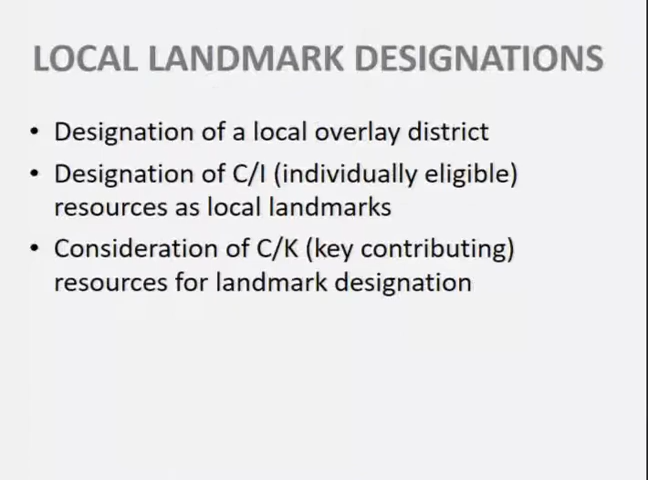 LOCAL LANDMARK DESIGNATIONS
• Designation of a local overlay district
• Designation of C/I (individually eligible)
resources as local landmarks
• Consideration of C/K (key contributing)
resources for landmark designation